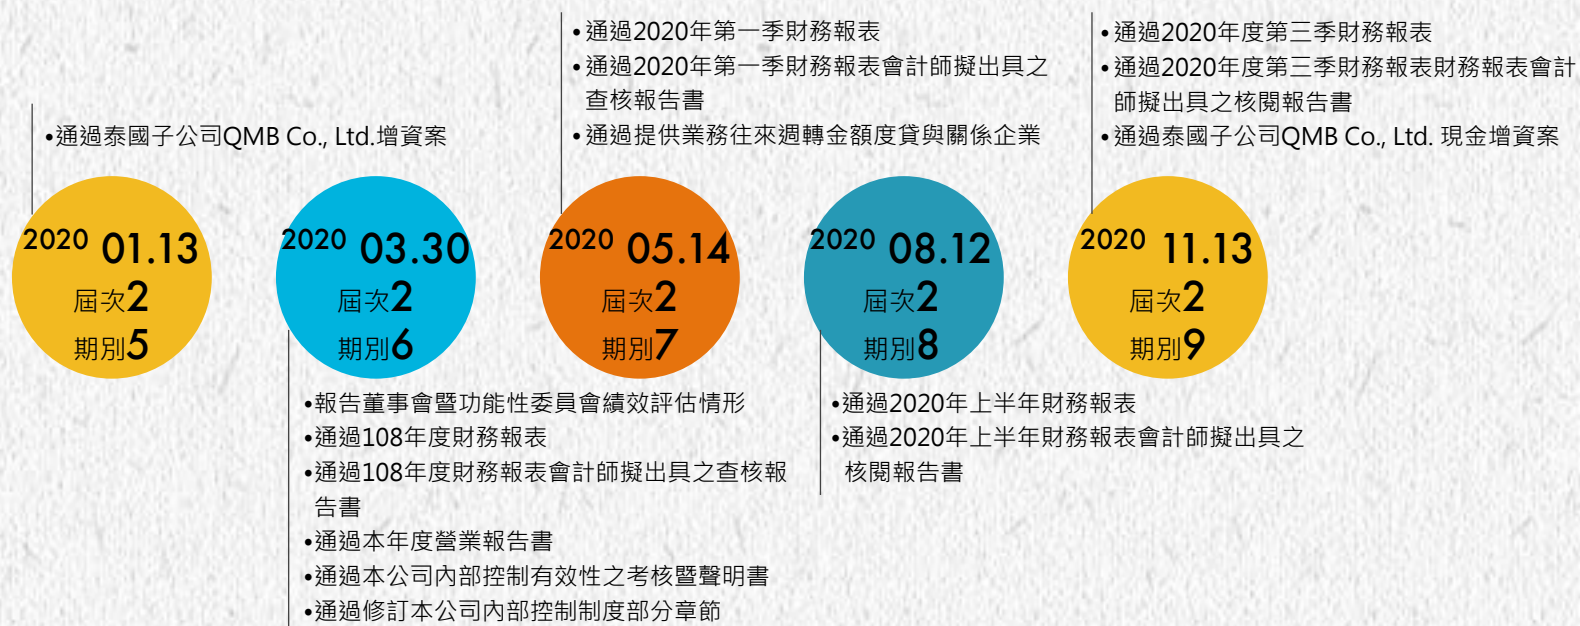 •通過泰國子公司QMB Co., Ltd.增資案
2020 01.13
屆次2
期別5
2020 03.30
屆次2
期別6
•報告董事會暨功能性委員會績效評估情形
•通過108年度財務報表
•通過108年度財務報表會計師擬出具之查核報
告書
•通過本年度營業報告書
•通過本公司內部控制有效性之考核暨聲明書
•通過修訂本公司內部控制制度部分章節
•通過2020年第一季財務報表
•通過2020年第一季財務報表會計師擬出具之
查核報告書
•通過提供業務往來週轉金額度貸與關係企業
2020 05.14
屆次2
期別7
2020 08.12
屆次2
期別8
•通過2020年上半年財務報表
•通過2020年上半年財務報表會計師擬出具之
核閱報告書
•通過2020年度第三季財務報表
•通過2020年度第三季財務報表財務報表會計
師擬出具之核閱報告書
•通過泰國子公司QMB Co., Ltd. 現金增資案
2020 11.13
屆次2
期別9